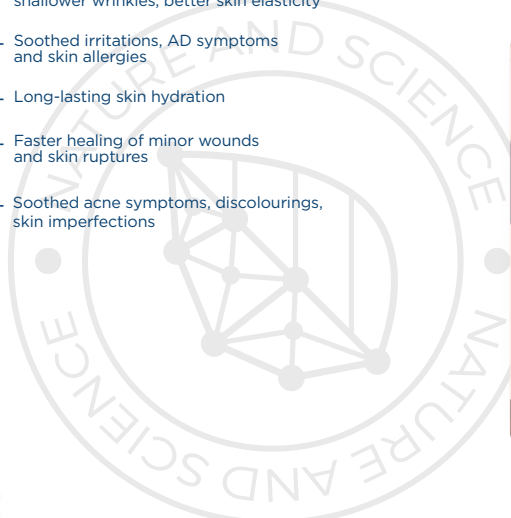 shallower wrinkles, better skin elasticity
- Soothed irritations, AD symptoms
and skin allergies
- Long-lasting skin hydration
- Faster healing of minor wounds
and skin ruptures
- Soothed acne symptoms, discolourings,
skin imperfections
NATURE AND SCIENCE • NATURE AND SCIENCE •